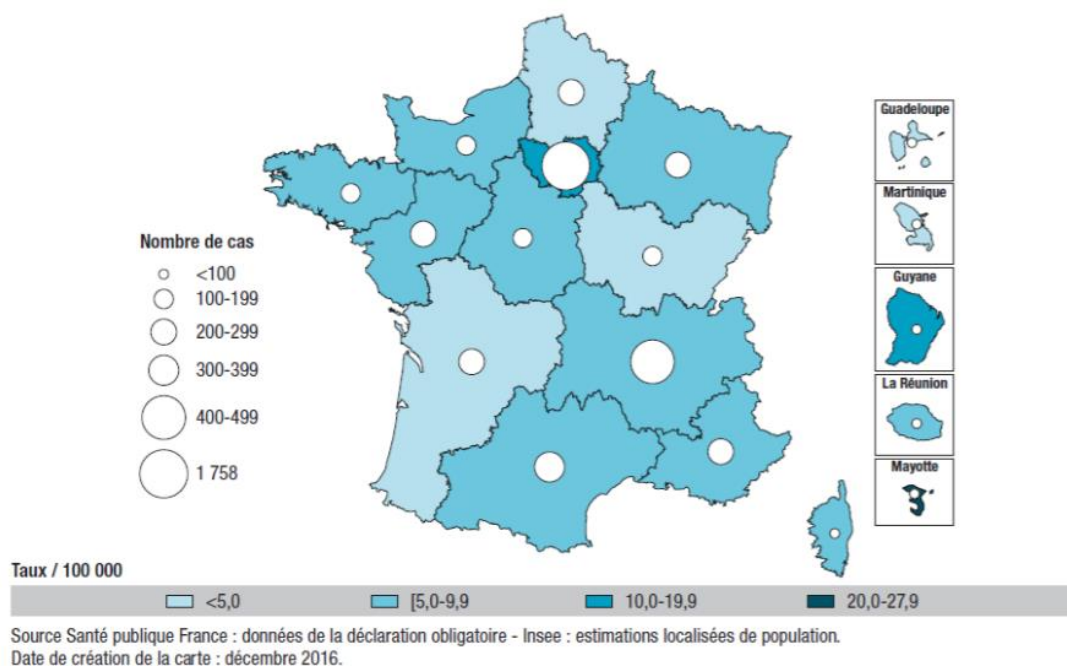 Guadeloupe
Martinique
Guyane
La Réunion
Mayotte
Nombre de cas
<100
100-199
200-299
300-399
400-499
1 758
Taux / 100 000
<5,0
[5,0-9,9
10,0-19,9
20,0-27,9
Source Santé publique France : données de la déclaration obligatoire - Insee : estimations localisées de population.
Date de création de la carte : décembre 2016.